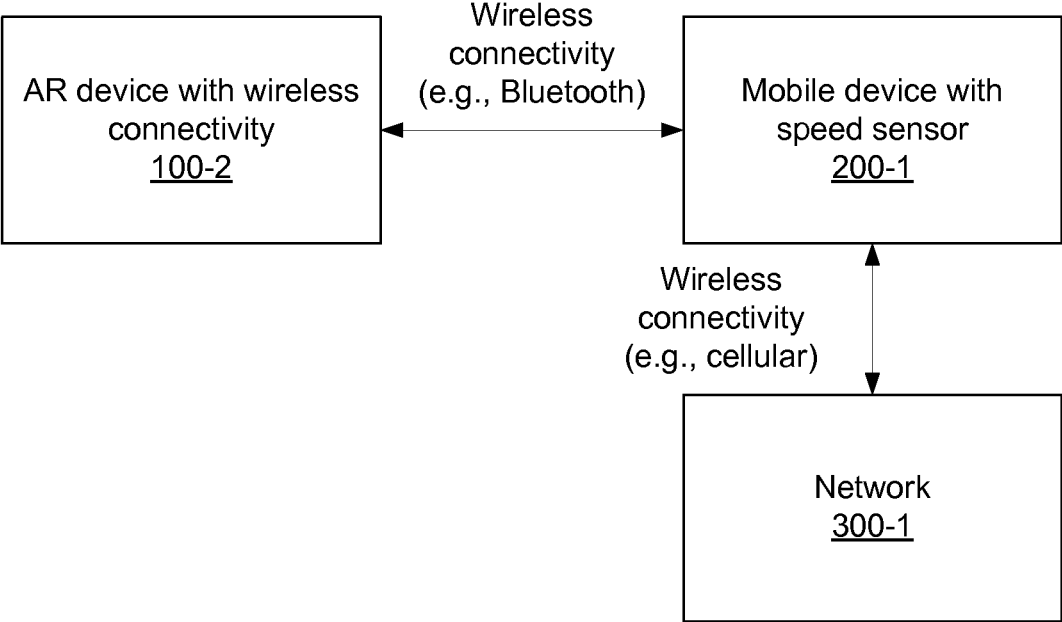 AR device with wireless
connectivity
100-2
Wireless
connectivity
(e.g., Bluetooth)
Mobile device with
speed sensor
200-1
Wireless
connectivity
(e.g., cellular)
Network
300-1